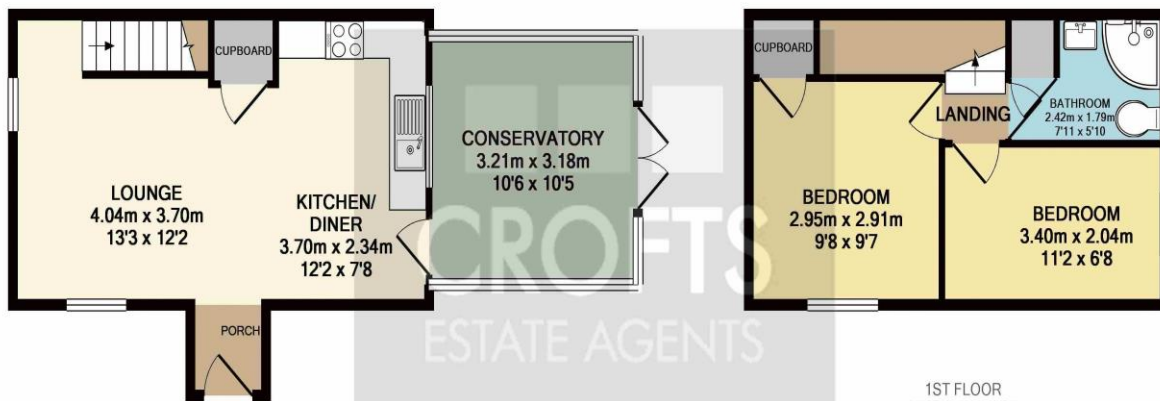 CUPBOARD
LOUNGE
4.04m x 3.70m
13'3 x 12'2
KITCHEN/
DINER
3.70m x 2.34m
12'2 x 7'8
CONSERVATORY
3.21m x 3.18m
10'6 x 10'5
PORCH
CROFTS
ESTATE AGENTS
CUPBOARD
LANDING
BATHROOM
2.42m x 1.79m
7'11 x 5'10
BEDROOM
2.95m x 2.91m
9'8 x 9'7
BEDROOM
3.40m x 2.04m
11'2 x 6'8
1ST FLOOR